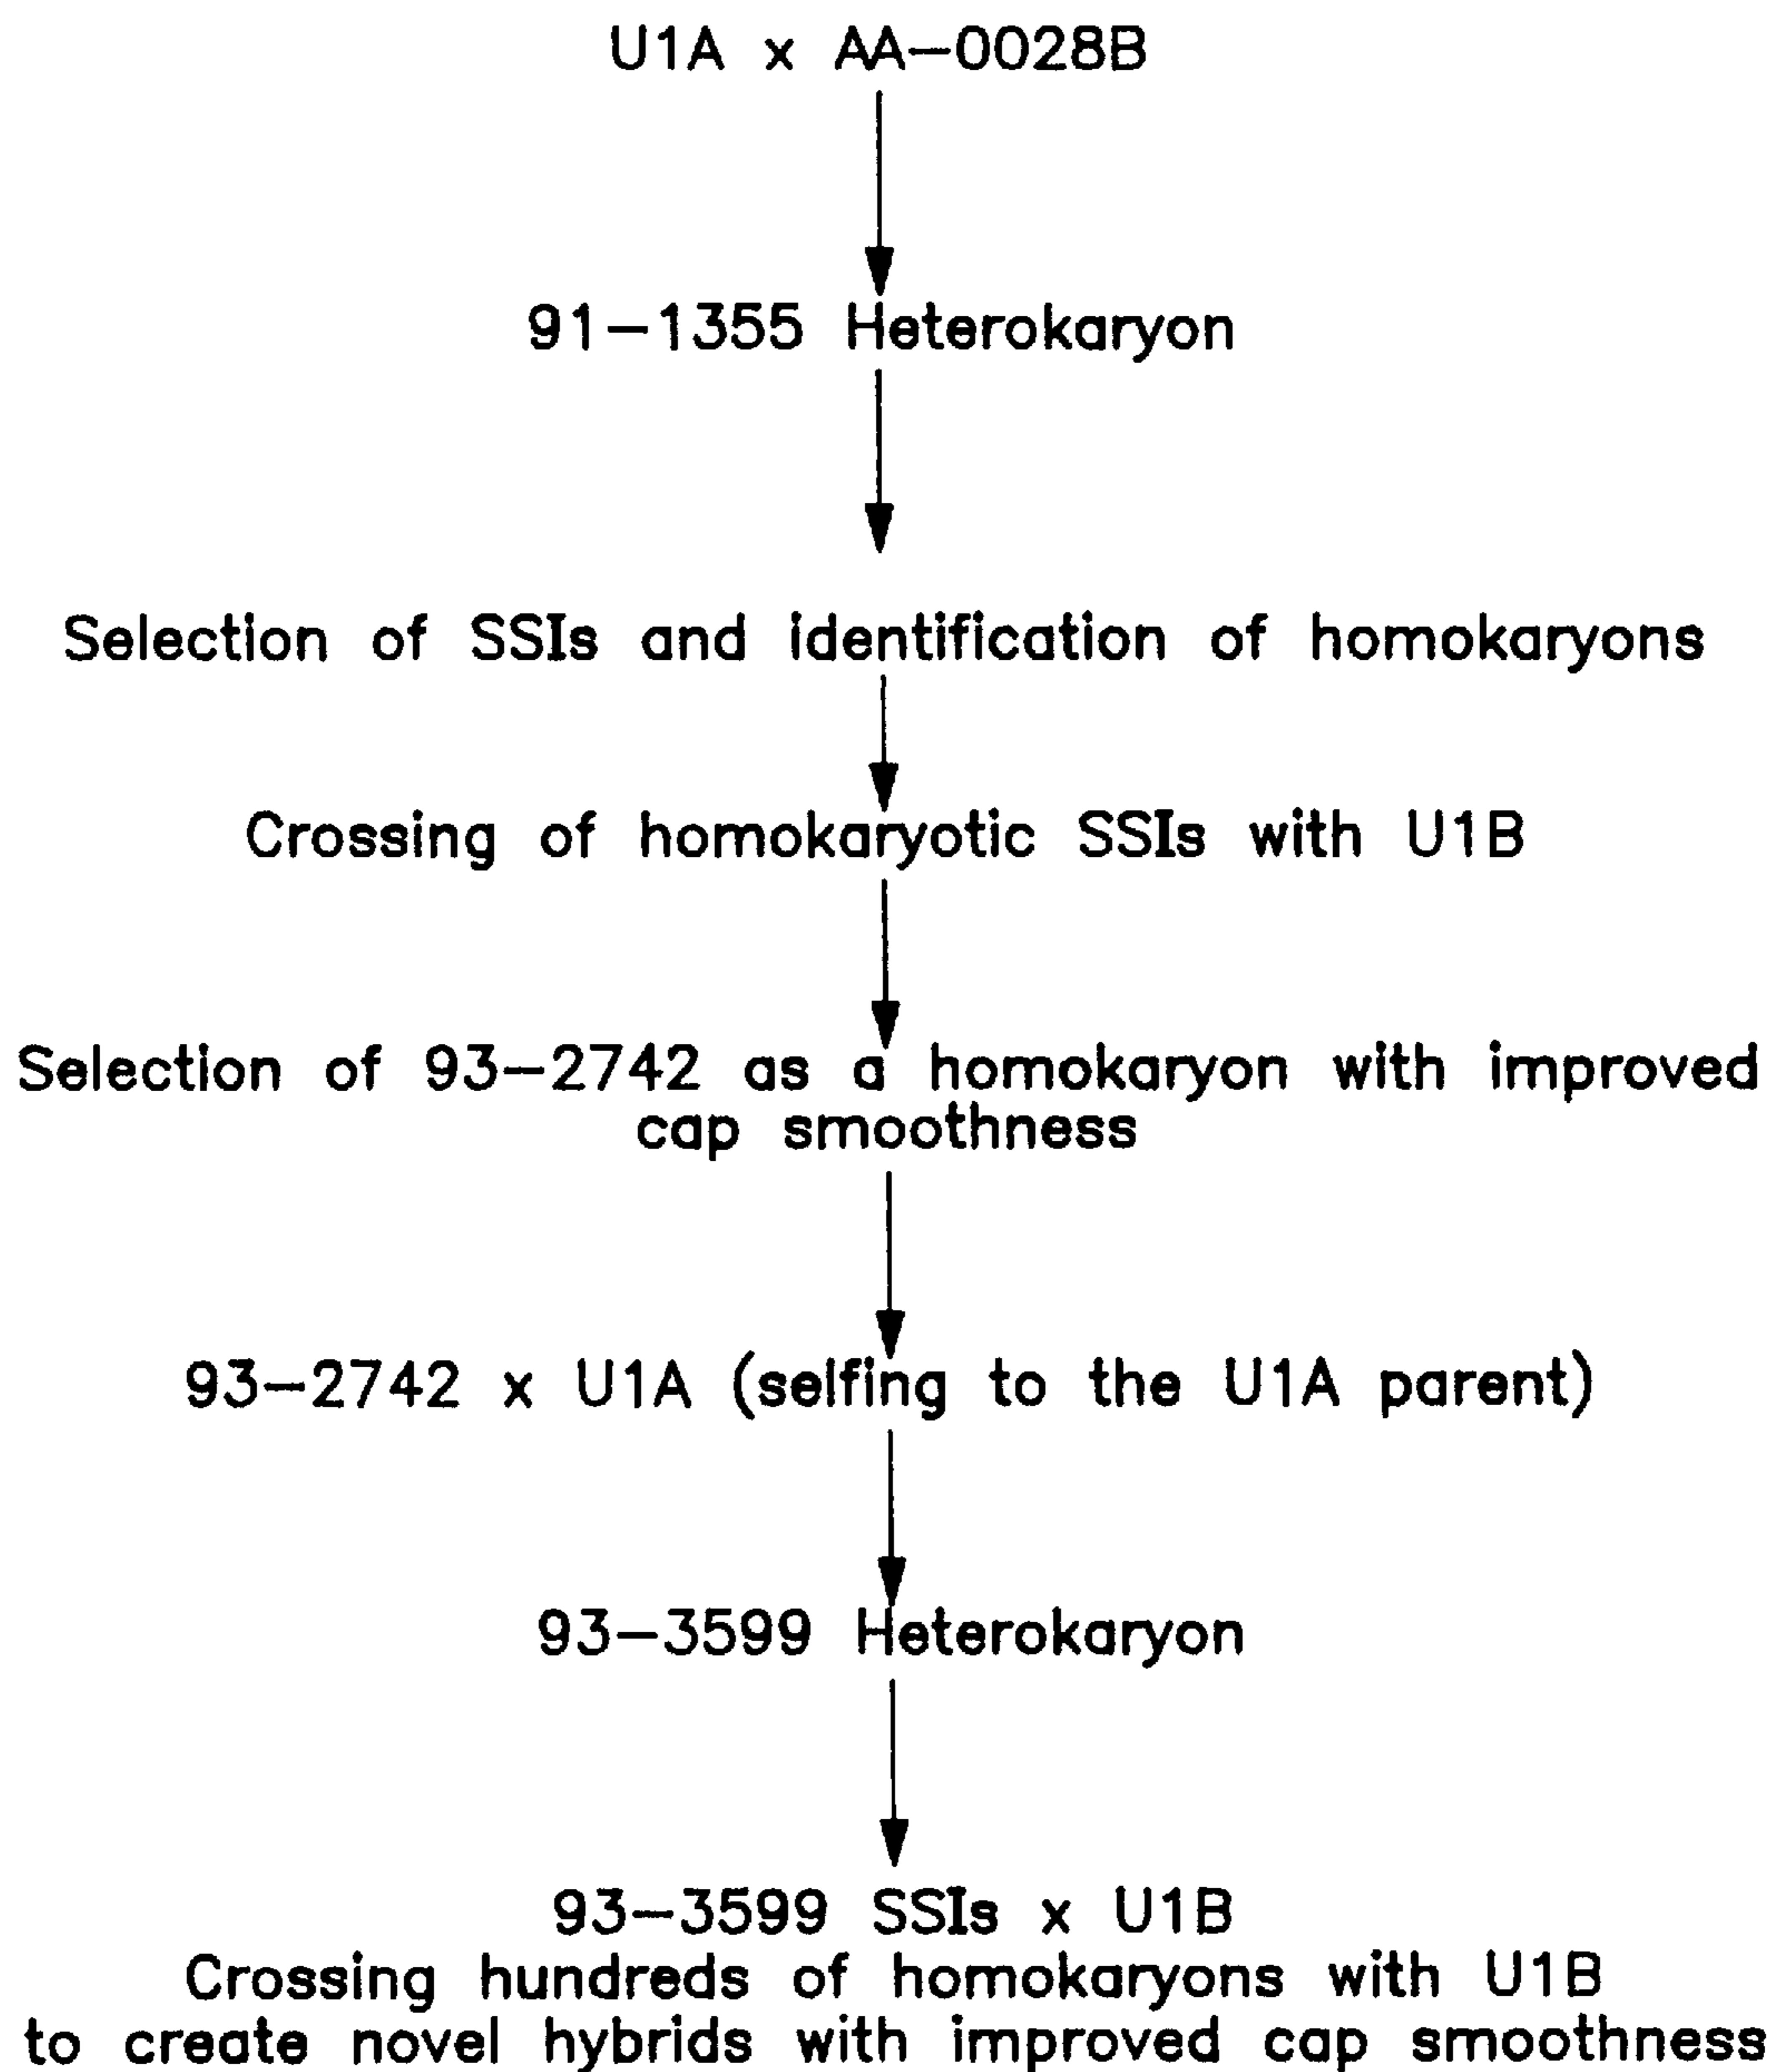 U1A x AA-0028B
91-1355 Heterokaryon
Selection of SSIs and identification of homokaryons
Crossing of homokaryotic SSIs with U1B
Selection of 93-2742 as a homokaryon with improved
cap smoothness
93-2742 x U1A (selfing to the U1A parent)
93-3599 Heterokaryon
93-3599 SSIs x U1B
Crossing hundreds of homokaryons with U1B
to create novel hybrids with improved cap smoothness